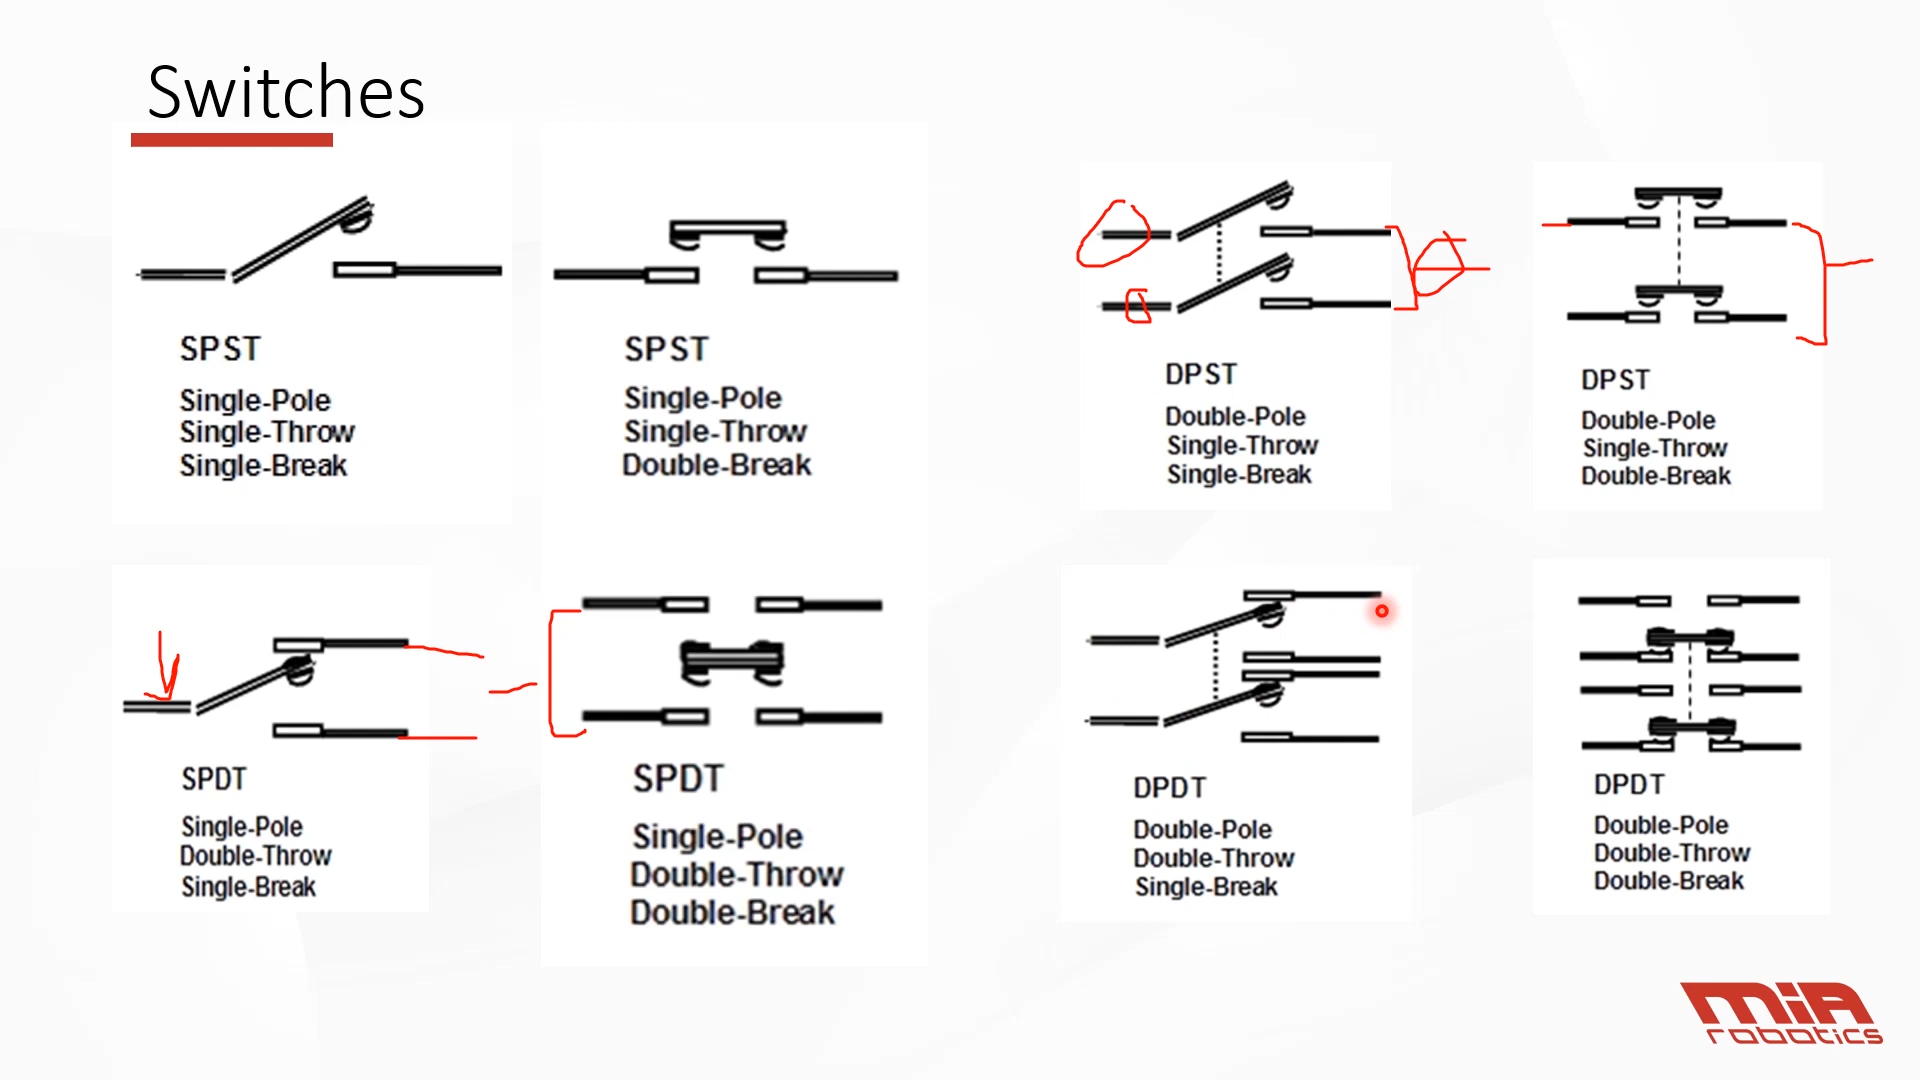 Switches
SPST
Single-Pole
Single-Throw
Single-Break
SPST
Single-Pole
Single-Throw
Double-Break
DPST
Double-Pole
Single-Throw
Single-Break
DPST
Double-Pole
Single-Throw
Double-Break
SPDT
Single-Pole
Double-Throw
Single-Break
SPDT
Single-Pole
Double-Throw
Double-Break
DPDT
Double-Pole
Double-Throw
Single-Break
DPDT
Double-Pole
Double-Throw
Double-Break
MiA
robotics